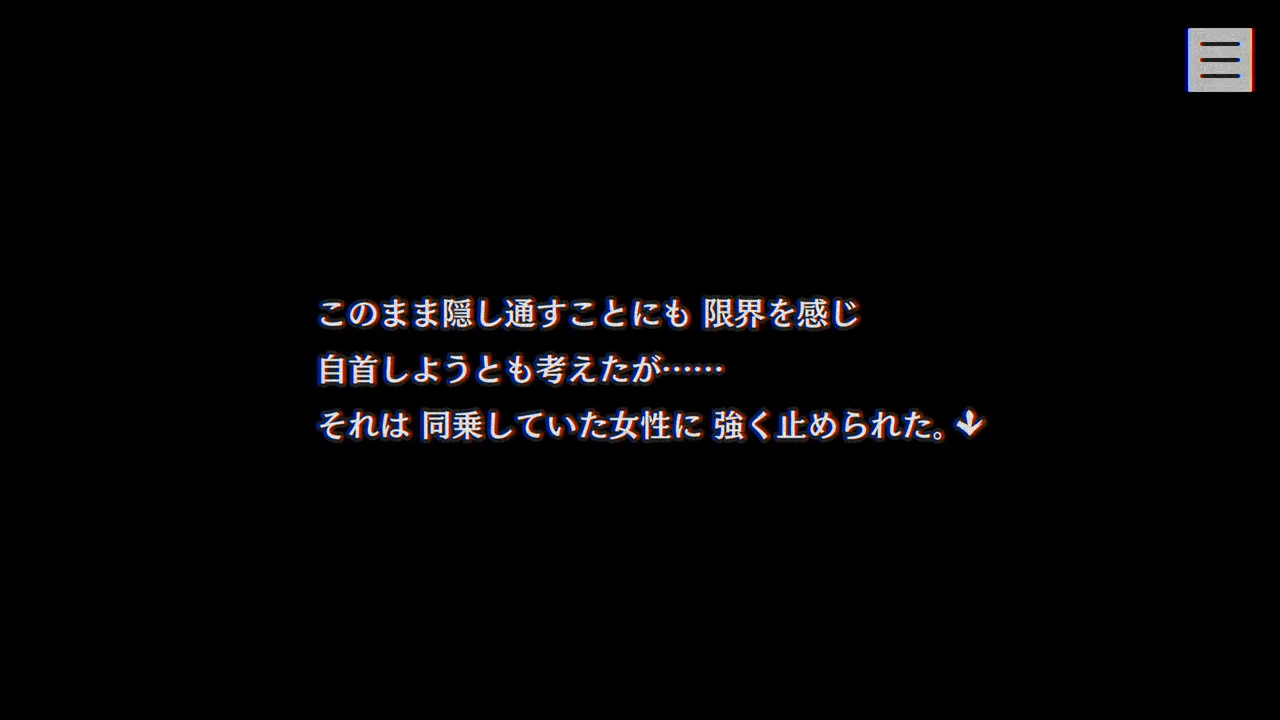 このまま隠し通すことにも 限界を感じ
自首しようとも考えたが……
それは 同乗していた女性に 強く止められた。